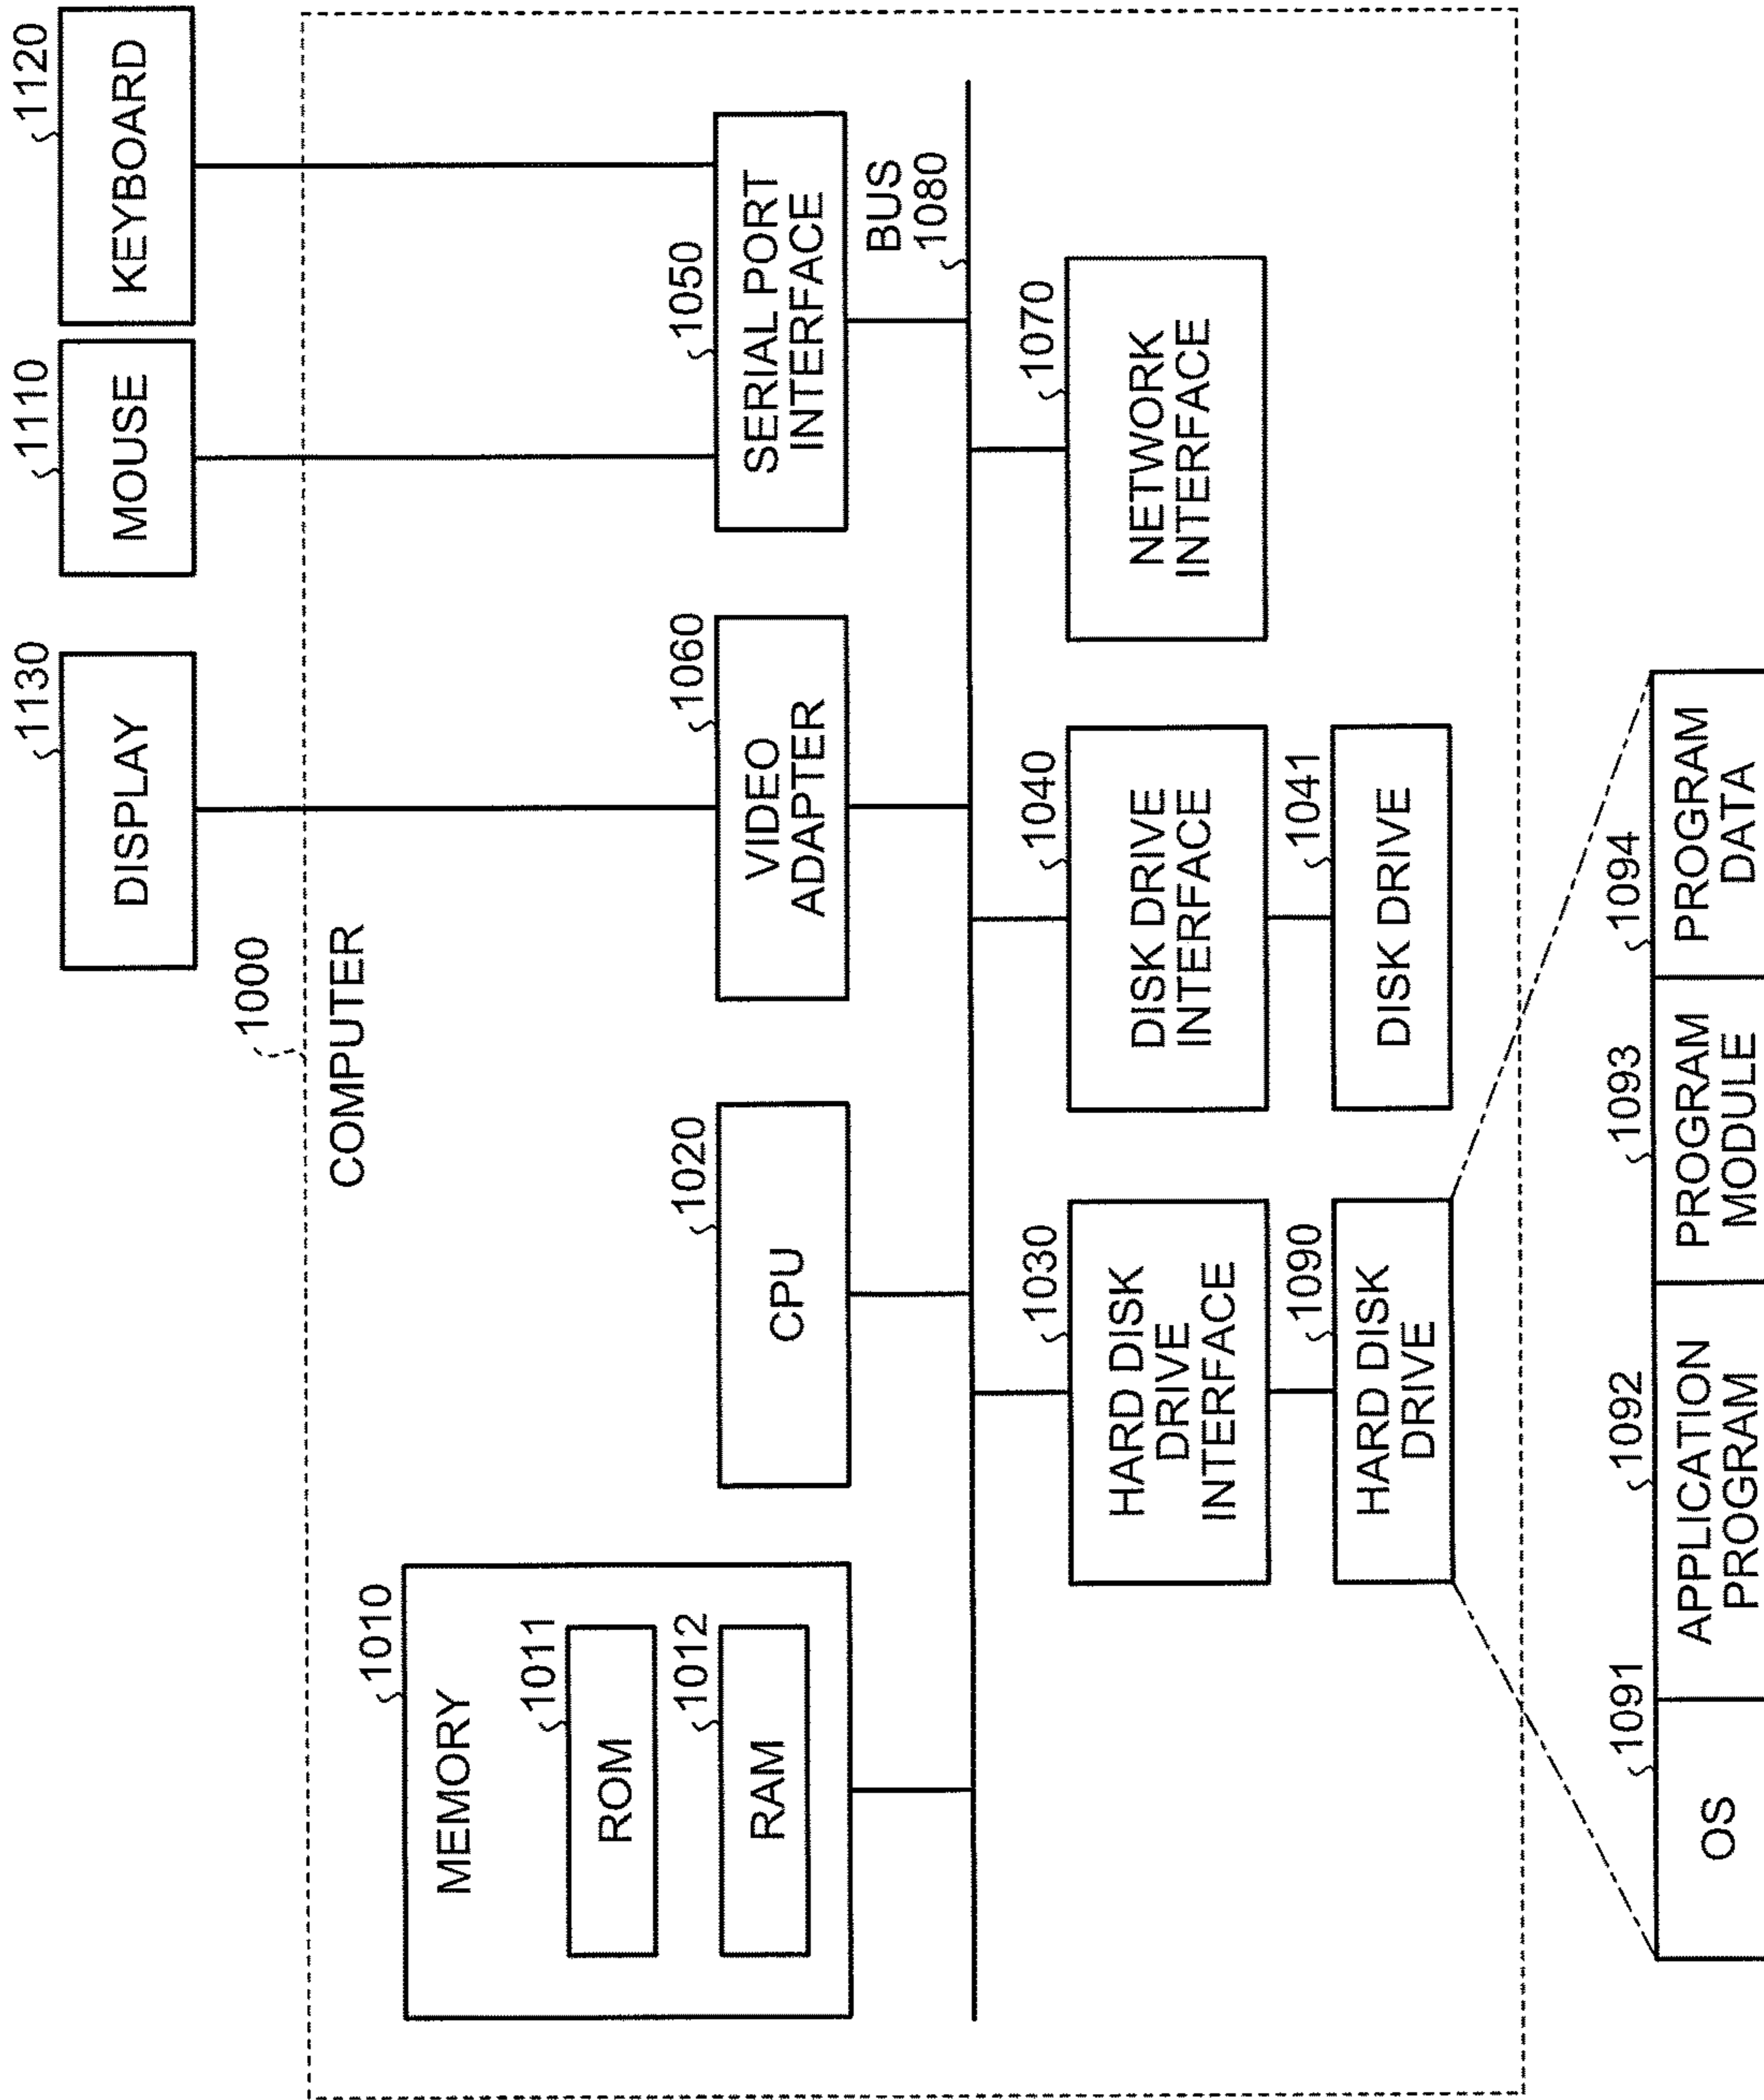 1130
DISPLAY
1110
MOUSE
1120
KEYBOARD
1000
COMPUTER
1010
MEMORY
1011
ROM
1012
RAM
1020
CPU
1060
VIDEO
ADAPTER
1050
SERIAL PORT
INTERFACE
BUS
1080
1030
HARD DISK
DRIVE
INTERFACE
1040
DISK DRIVE
INTERFACE
1070
NETWORK
INTERFACE
1090
HARD DISK
DRIVE
1041
DISK DRIVE
1091
OS
1092
APPLICATION
PROGRAM
1093
PROGRAM
MODULE
1094
PROGRAM
DATA